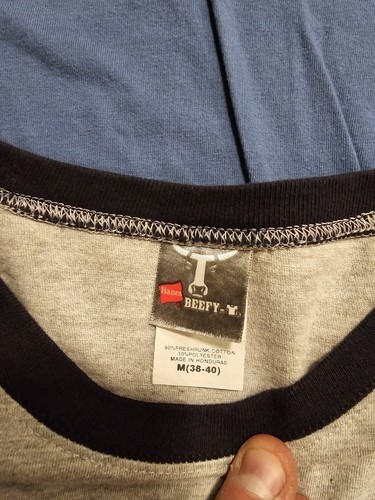 Hanes
BEEFY-T®
90%PRESHRUNK COTTON
10%POLYESTER
MADE IN HONDURAS
M(38-40)